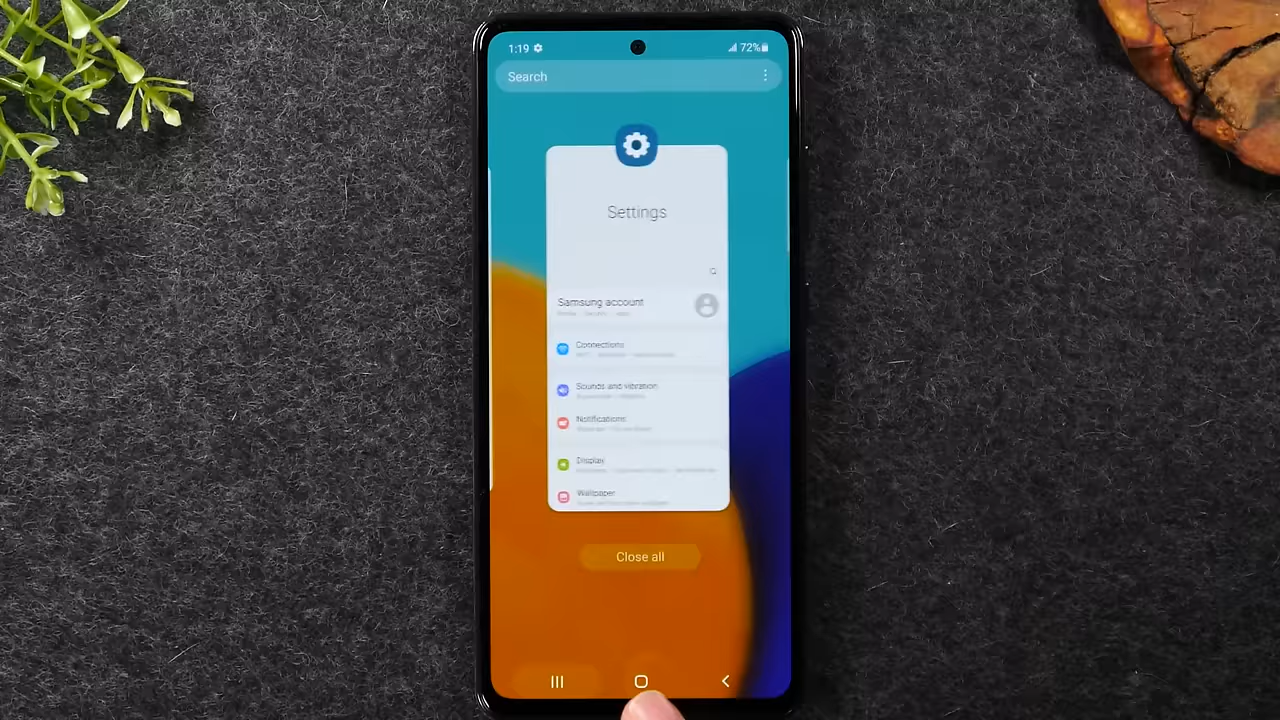 1:19 72%
Search
Settings
Samsung account
Connections
Sounds and vibration
Notifications
Display
Wallpaper
Close all